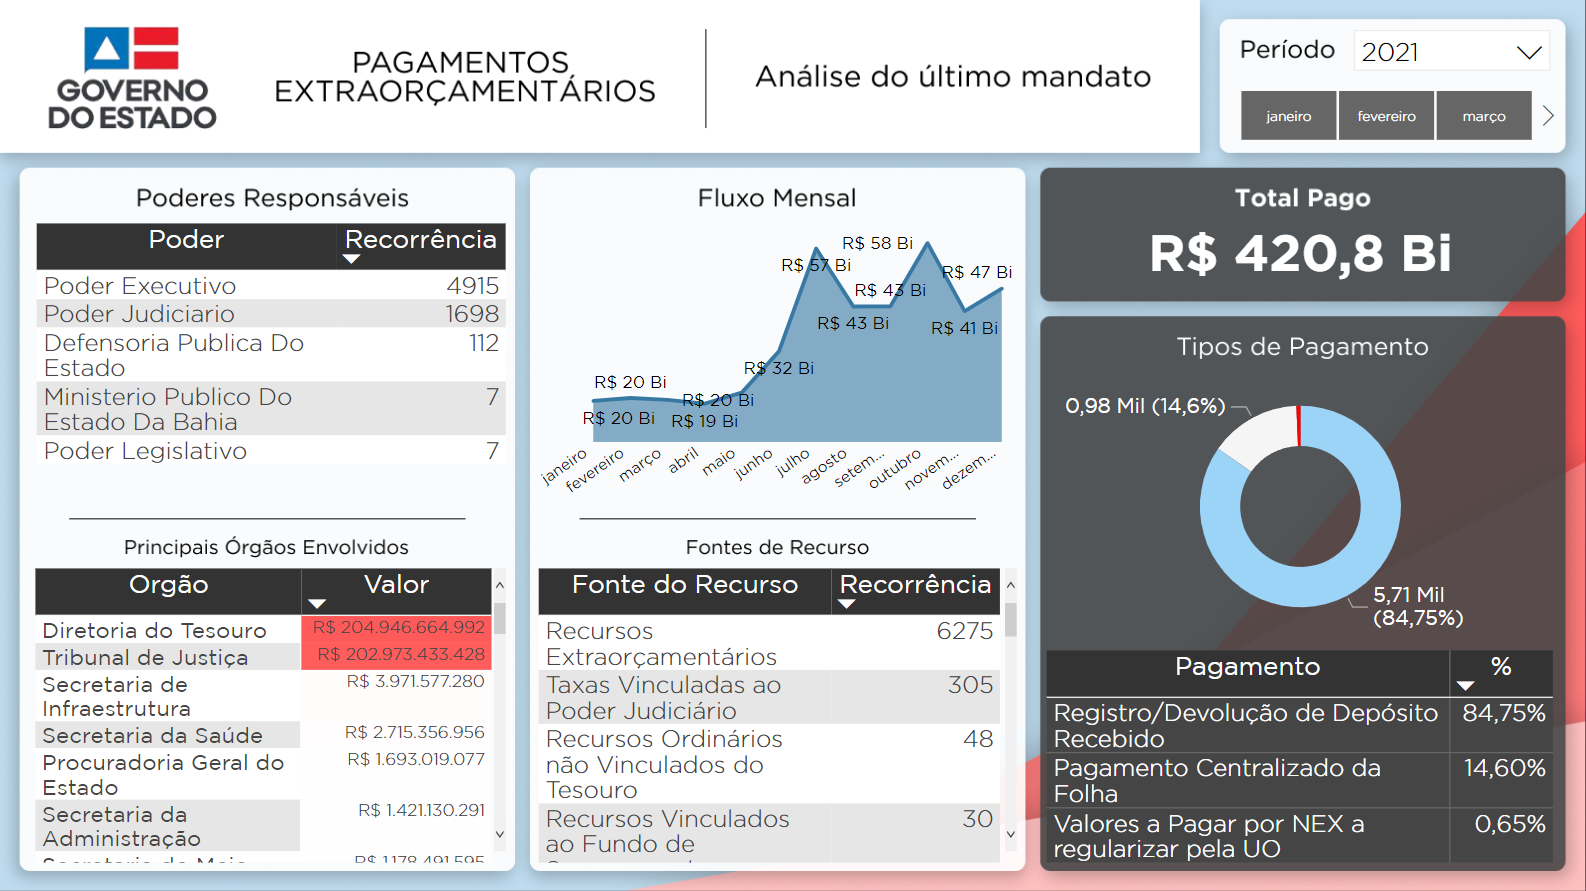 GOVERNO
DO ESTADO
PAGAMENTOS
EXTRAORÇAMENTÁRIOS
Análise do último mandato
Período
2021
janeiro
fevereiro
março
Poderes Responsáveis
Poder
Recorrência
Poder Executivo 4915
Poder Judiciario 1698
Defensoria Publica Do 112
Estado
Ministerio Publico Do 7
Estado Da Bahia
Poder Legislativo 7
Principais Órgãos Envolvidos
Orgão
Valor
Diretoria do Tesouro R$ 204.946.664.992
Tribunal de Justiça R$ 202.973.433.428
Secretaria de R$ 3.971.577.280
Infraestrutura
Secretaria da Saúde R$ 2.715.356.956
Procuradoria Geral do R$ 1.693.019.077
Estado
Secretaria da R$ 1.421.130.291
Administração
Secretaria do Meio R$ 1.178.491.595
Fluxo Mensal
R$ 58 Bi
R$ 57 Bi
R$ 47 Bi
R$ 43 Bi
R$ 43 Bi
R$ 41 Bi
R$ 32 Bi
R$ 20 Bi
R$ 20 Bi
R$ 20 Bi
R$ 19 Bi
janeiro
fevereiro
março
abril
maio
junho
julho
agosto
setem...
outubro
novem...
dezem...
Fontes de Recurso
Fonte do Recurso
Recorrência
Recursos 6275
Extraorçamentários
Taxas Vinculadas ao 305
Poder Judiciário
Recursos Ordinários 48
não Vinculados do
Tesouro
Recursos Vinculados 30
ao Fundo de
Total Pago
R$ 420,8 Bi
Tipos de Pagamento
0,98 Mil (14,6%)
5,71 Mil
(84,75%)
Pagamento
%
Registro/Devolução de Depósito 84,75%
Recebido
Pagamento Centralizado da 14,60%
Folha
Valores a Pagar por NEX a 0,65%
regularizar pela UO